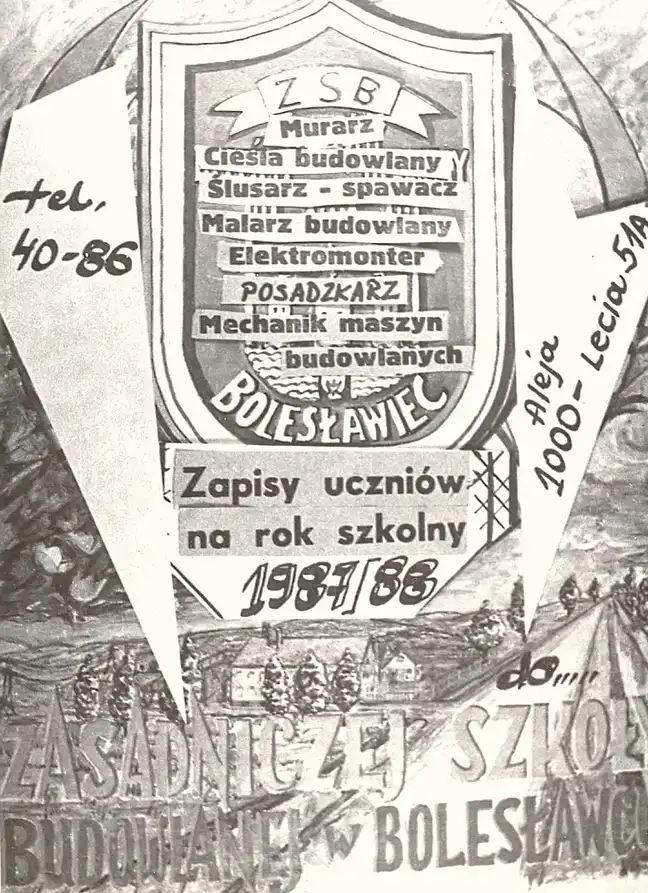 ZSB
Murarz
Cieśla budowlany
Ślusarz - spawacz
Malarz budowlany
Elektromonter
POSADZKARZ
Mechanik maszyn
budowlanych
BOLESŁAWIEC
tel.
40-86
Aleja
1000-Lecia 51A
Zapisy uczniów
na rok szkolny
1987/88
do.....
ZASADNICZEJ SZKOŁY
BUDOWLANEJ w BOLESŁAWCU